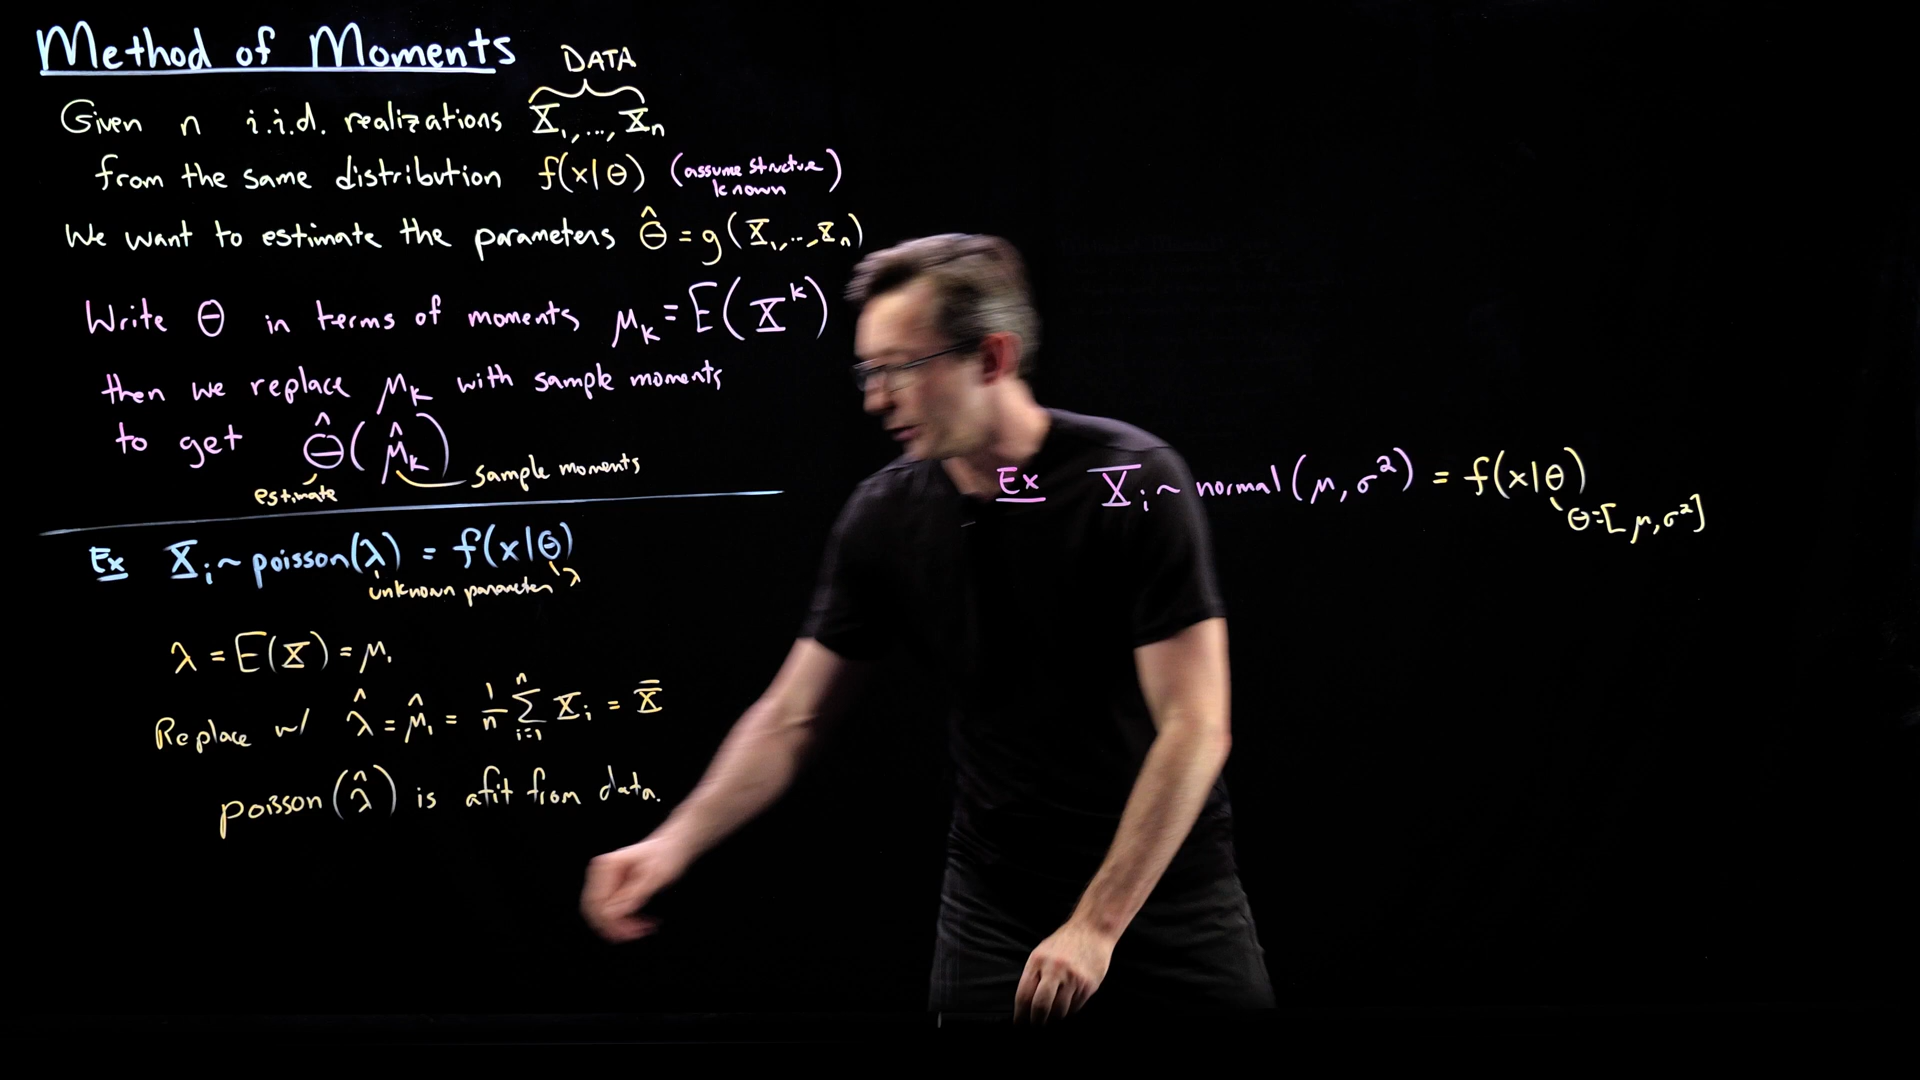 Method of Moments
DATA
Given n i.i.d. realizations X₁, ..., Xₙ
from the same distribution f(x|θ) (assume structure known)
We want to estimate the parameters θ̂ = g(X₁, .., Xₙ)
Write θ in terms of moments μₖ = E(Xᵏ)
then we replace μₖ with sample moments
to get θ̂(μ̂ₖ)
estimate
sample moments
Ex Xᵢ ~ poisson(λ) = f(x|θ)
unknown parameter λ
λ = E(X) = μ₁
Replace w/ λ̂ = μ̂₁ = 1/n Σᵢ₌₁ⁿ Xᵢ = X̄
poisson(λ̂) is a fit from data.
Ex Xᵢ ~ normal(μ, σ²) = f(x|θ)
θ=[μ, σ²]